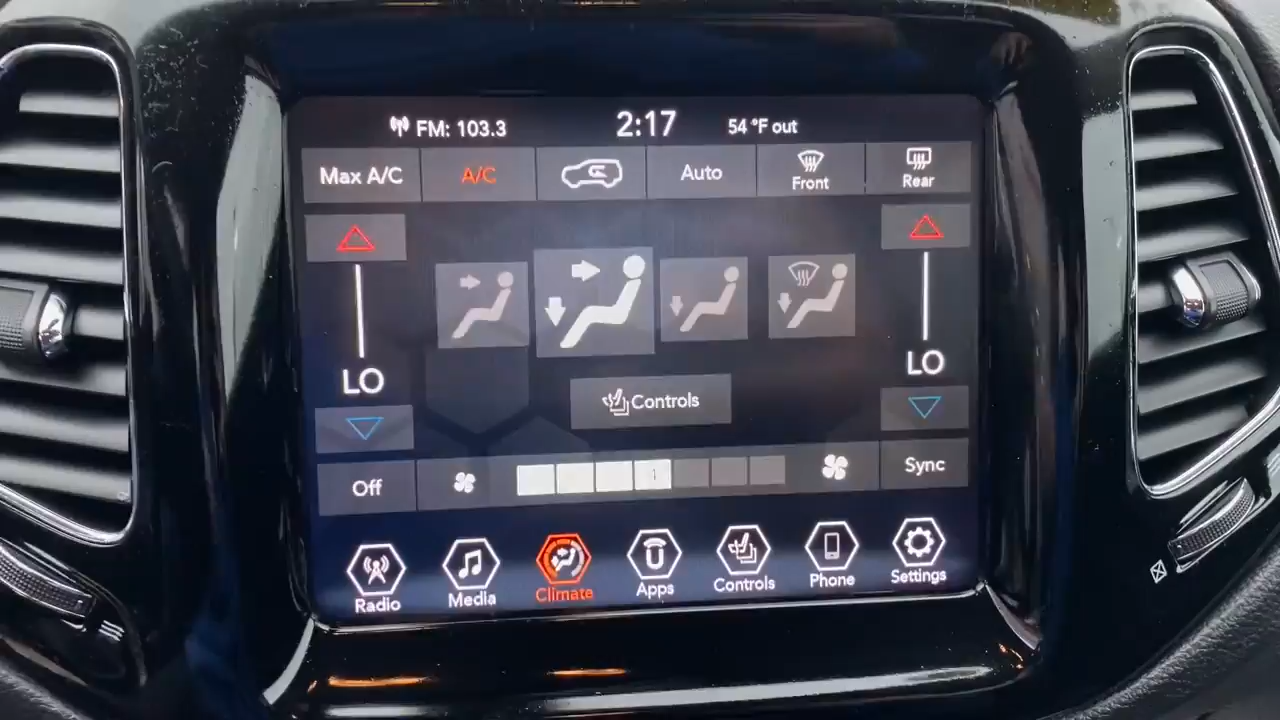 FM: 103.3 2:17 54 °F out
Max A/C A/C Auto Front Rear
LO LO
Controls
Off Sync
Radio Media Climate Apps Controls Phone Settings